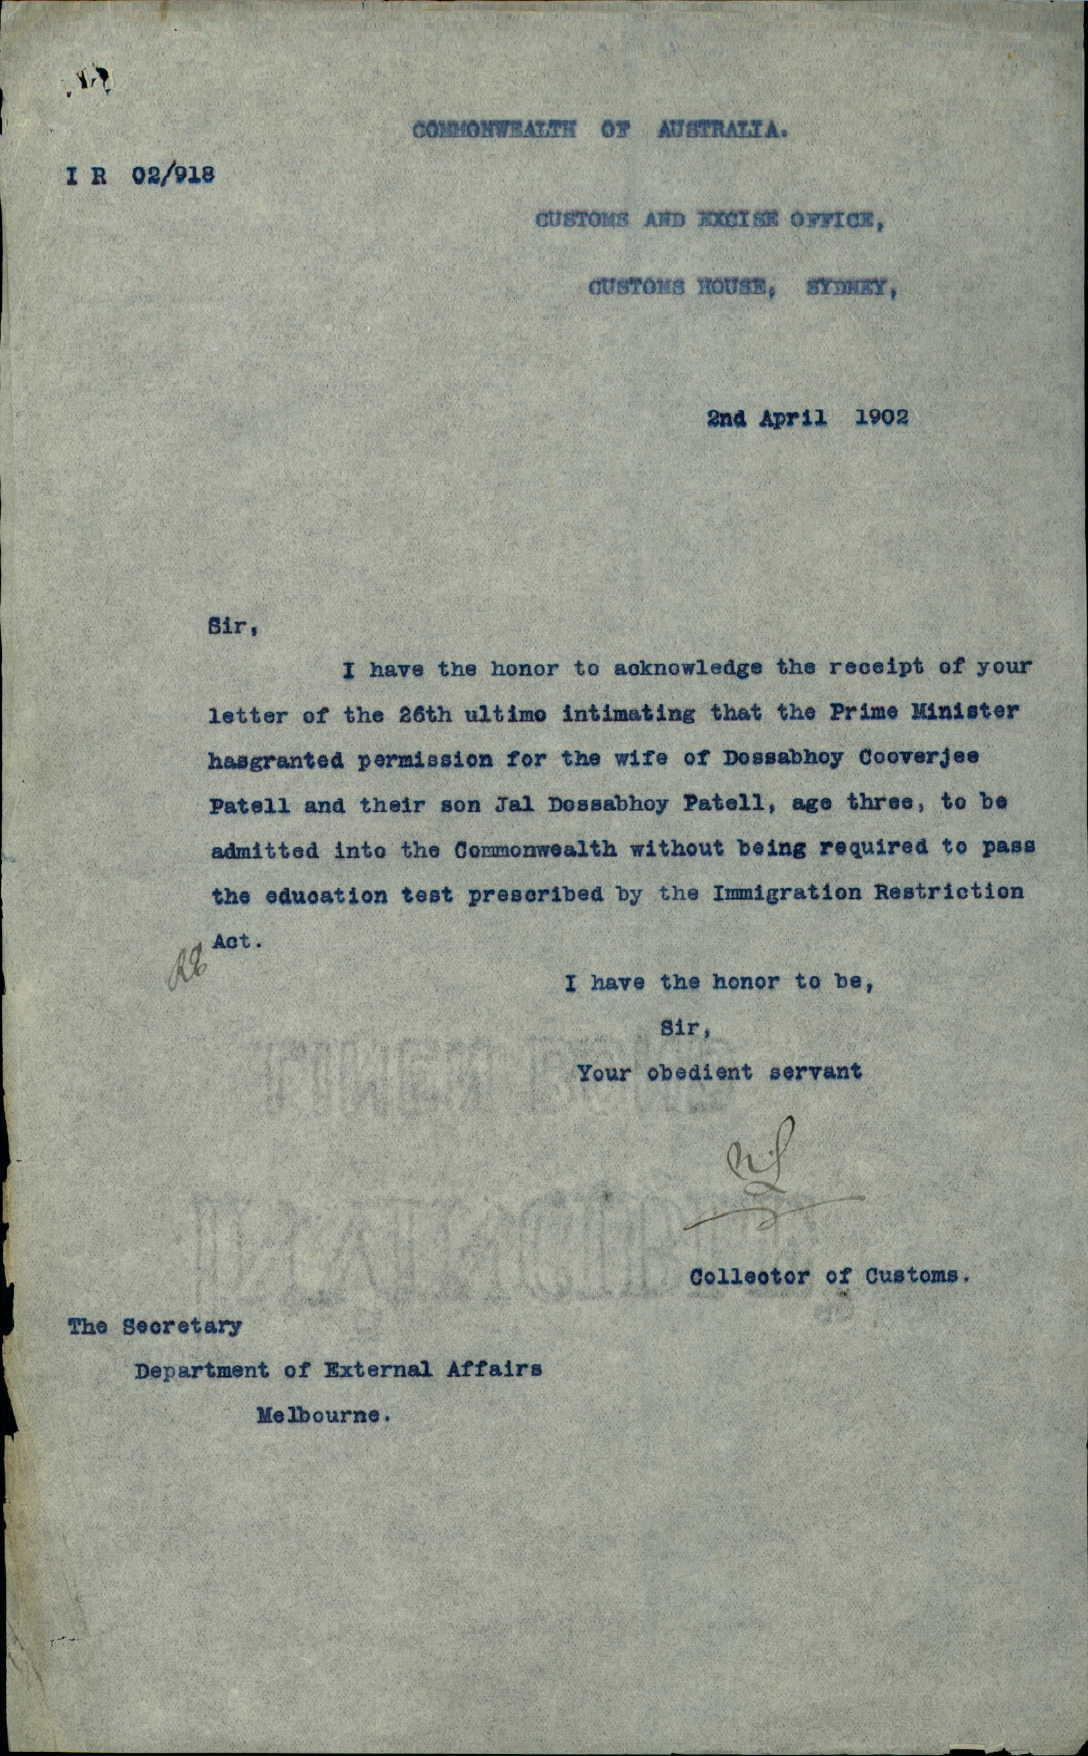 COMMONWEALTH OF AUSTRALIA.
I R 02/918
CUSTOMS AND EXCISE OFFICE,
CUSTOMS HOUSE, SYDNEY,
2nd April 1902
Sir,
I have the honor to acknowledge the receipt of your
letter of the 26th ultimo intimating that the Prime Minister
hasgranted permission for the wife of Dossabhoy Cooverjee
Patell and their son Jal Dossabhoy Patell, age three, to be
admitted into the Commonwealth without being required to pass
the education test prescribed by the Immigration Restriction
Act.
I have the honor to be,
Sir,
Your obedient servant
Collector of Customs.
The Secretary
Department of External Affairs
Melbourne.